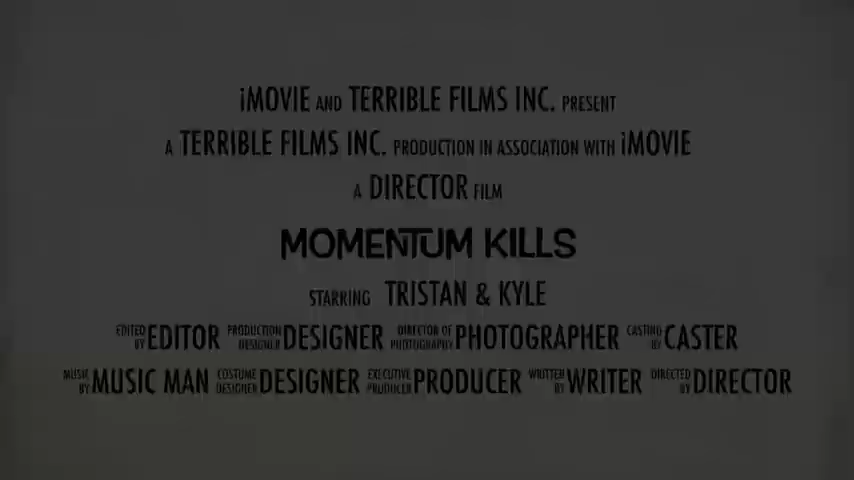 iMOVIE AND TERRIBLE FILMS INC. PRESENT
A TERRIBLE FILMS INC. PRODUCTION IN ASSOCIATION WITH iMOVIE
A DIRECTOR FILM
MOMENTUM KILLS
STARRING TRISTAN & KYLE
EDITED BY EDITOR PRODUCTION DESIGNER DESIGNER DIRECTOR OF PHOTOGRAPHY PHOTOGRAPHER CASTING BY CASTER
MUSIC BY MUSIC MAN COSTUME DESIGNER DESIGNER EXECUTIVE PRODUCER PRODUCER WRITTEN BY WRITER DIRECTED BY DIRECTOR